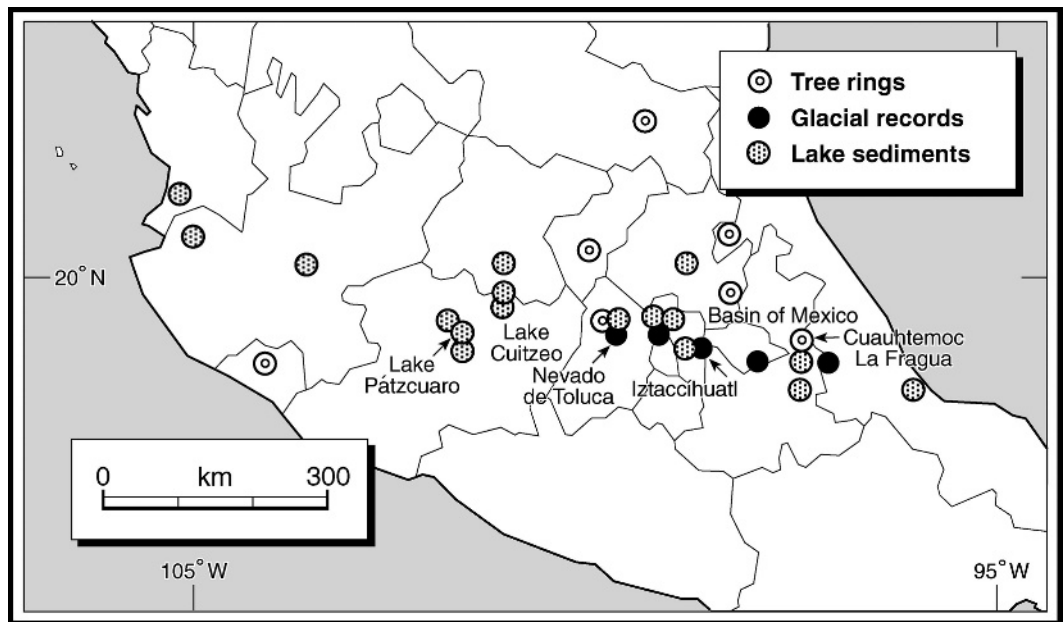 Tree rings
Glacial records
Lake sediments
20°N
Basin of Mexico
Cuauhtemoc
La Fragua
Lake
Cuitzeo
Lake
Pátzcuaro
Nevado
de Toluca
Iztaccíhuatl
0 km 300
105°W
95°W